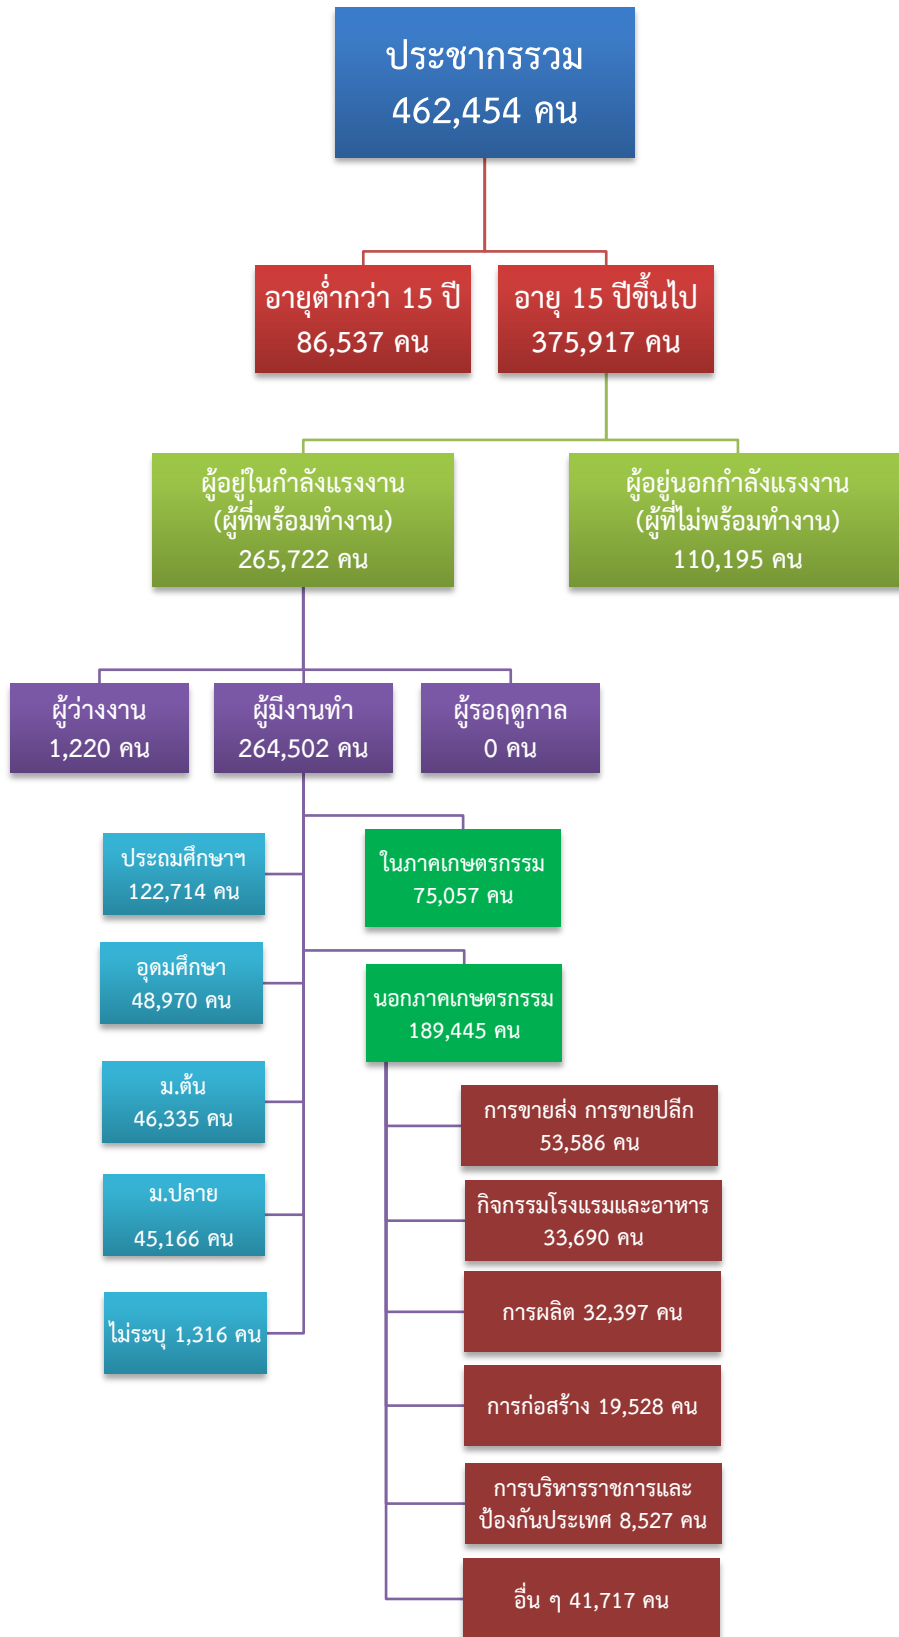 ประชากรรวม
462,454 คน
อายุต่ำกว่า 15 ปี
86,537 คน
อายุ 15 ปีขึ้นไป
375,917 คน
ผู้อยู่ในกำลังแรงงาน
(ผู้ที่พร้อมทำงาน)
265,722 คน
ผู้อยู่นอกกำลังแรงงาน
(ผู้ที่ไม่พร้อมทำงาน)
110,195 คน
ผู้ว่างงาน
1,220 คน
ผู้มีงานทำ
264,502 คน
ผู้รอฤดูกาล
0 คน
ประถมศึกษาฯ
122,714 คน
อุดมศึกษา
48,970 คน
ม.ต้น
46,335 คน
ม.ปลาย
45,166 คน
ไม่ระบุ 1,316 คน
ในภาคเกษตรกรรม
75,057 คน
นอกภาคเกษตรกรรม
189,445 คน
การขายส่ง การขายปลีก
53,586 คน
กิจกรรมโรงแรมและอาหาร
33,690 คน
การผลิต 32,397 คน
การก่อสร้าง 19,528 คน
การบริหารราชการและ
ป้องกันประเทศ 8,527 คน
อื่น ๆ 41,717 คน